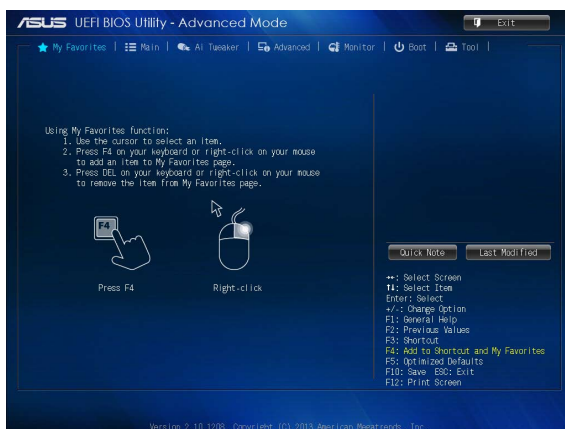 ASUS UEFI BIOS Utility - Advanced Mode
Exit
My Favorites | Main | Ai Tweaker | Advanced | Monitor | Boot | Tool |
Using My Favorites function:
1. Use the cursor to select an item.
2. Press F4 on your keyboard or right-click on your mouse
to add an item to My Favorites page.
3. Press DEL on your keyboard or right-click on your mouse
to remove the item from My Favorites page.
F4
Press F4
Right-click
Quick Note
Last Modified
→←: Select Screen
↑↓: Select Item
Enter: Select
+/-: Change Option
F1: General Help
F2: Previous Values
F3: Shortcut
F4: Add to Shortcut and My Favorites
F5: Optimized Defaults
F10: Save ESC: Exit
F12: Print Screen
Version 2.10.1208. Copyright (C) 2013 American Megatrends, Inc.